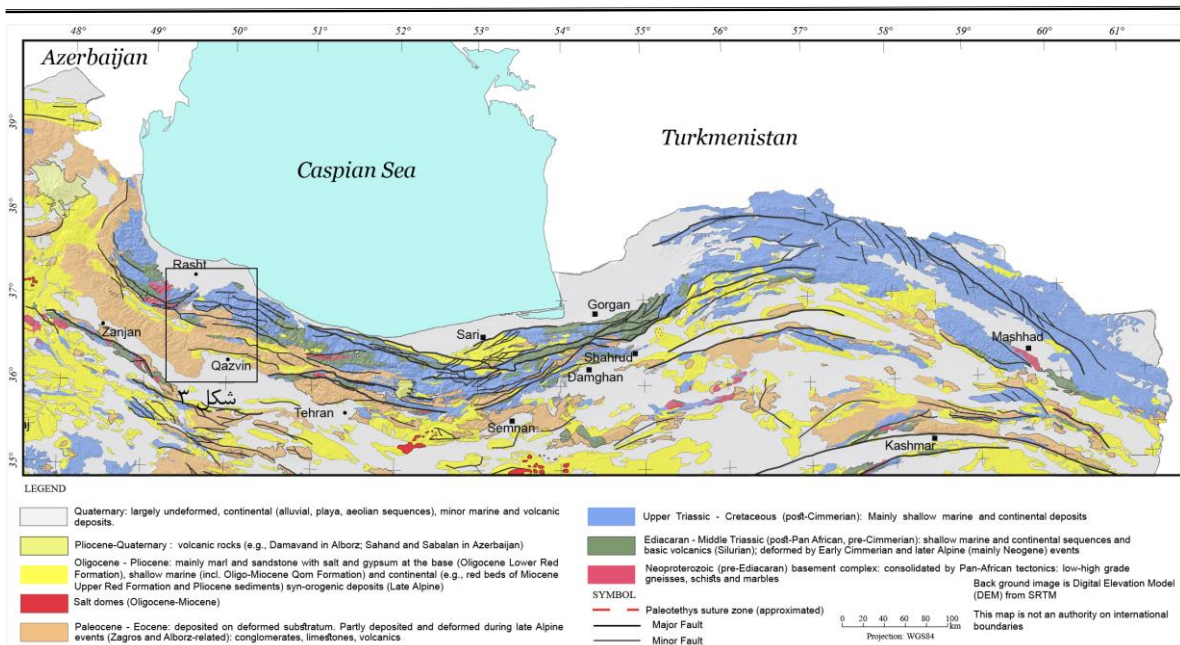 48° 49° 50° 51° 52° 53° 54° 55° 56° 57° 58° 59° 60° 61°
Azerbaijan
39°
Turkmenistan
Caspian Sea
38°
Rasht
37°
Gorgan
Zanjan
Sari
Mashhad
Shahrud
Qazvin
Damghan
36°
شکل ۳
Tehran
Semnan
Kashmar
35°
LEGEND
Quaternary: largely undeformed, continental (alluvial, playa, aeolian sequences), minor marine and volcanic
deposits.
Pliocene-Quaternary : volcanic rocks (e.g., Damavand in Alborz; Sahand and Sabalan in Azerbaijan)
Oligocene - Pliocene: mainly marl and sandstone with salt and gypsum at the base (Oligocene Lower Red
Formation), shallow marine (incl. Oligo-Miocene Qom Formation) and continental (e.g., red beds of Miocene
Upper Red Formation and Pliocene sediments) syn-orogenic deposits (Late Alpine)
Salt domes (Oligocene-Miocene)
Paleocene - Eocene: deposited on deformed substratum. Partly deposited and deformed during late Alpine
events (Zagros and Alborz-related): conglomerates, limestones, volcanics
Upper Triassic - Cretaceous (post-Cimmerian): Mainly shallow marine and continental deposits
Ediacaran - Middle Triassic (post-Pan African, pre-Cimmerian): shallow marine and continental sequences and
basic volcanics (Silurian); deformed by Early Cimmerian and later Alpine (mainly Neogene) events
Neoproterozoic (pre-Ediacaran) basement complex: consolidated by Pan-African tectonics: low-high grade
gneisses, schists and marbles
SYMBOL
Paleotethys suture zone (approximated)
Major Fault
Minor Fault
0 20 40 60 80 100
km
Projection: WGS84
Back ground image is Digital Elevation Model
(DEM) from SRTM
This map is not an authority on international
boundaries